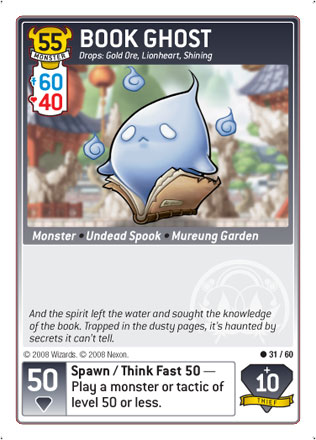 55
MONSTER
BOOK GHOST
Drops: Gold Ore, Lionheart, Shining
60
40
Monster • Undead Spook • Mureung Garden
And the spirit left the water and sought the knowledge
of the book. Trapped in the dusty pages, it's haunted by
secrets it can't tell.
© 2008 Wizards. © 2008 Nexon.
● 31 / 60
50
Spawn / Think Fast 50 —
Play a monster or tactic of
level 50 or less.
+
10
THIEF